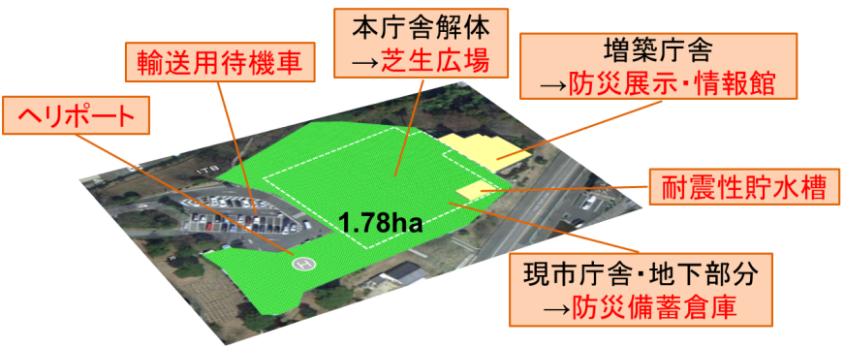 本庁舎解体
→芝生広場
増築庁舎
→防災展示・情報館
輸送用待機車
ヘリポート
耐震性貯水槽
1.78ha
H
現市庁舎・地下部分
→防災備蓄倉庫